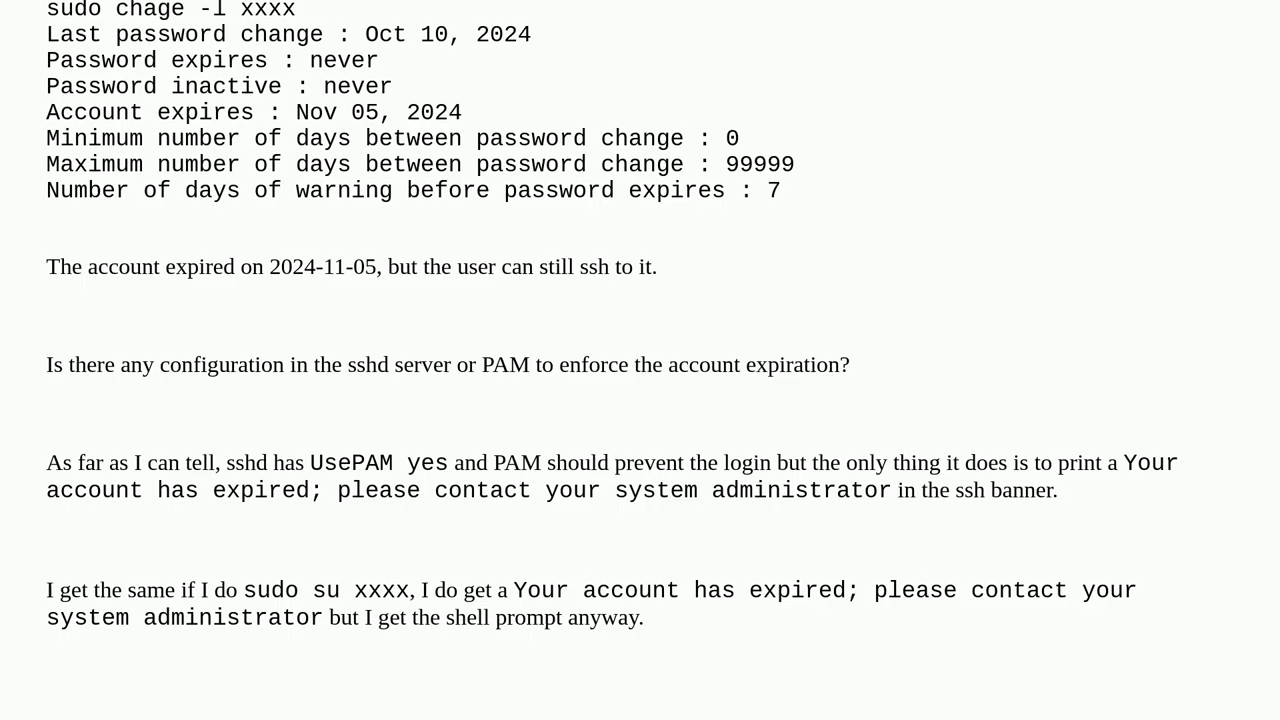 sudo chage -l xxxx
Last password change : Oct 10, 2024
Password expires : never
Password inactive : never
Account expires : Nov 05, 2024
Minimum number of days between password change : 0
Maximum number of days between password change : 99999
Number of days of warning before password expires : 7
The account expired on 2024-11-05, but the user can still ssh to it.
Is there any configuration in the sshd server or PAM to enforce the account expiration?
As far as I can tell, sshd has UsePAM yes and PAM should prevent the login but the only thing it does is to print a Your
account has expired; please contact your system administrator in the ssh banner.
I get the same if I do sudo su xxxx, I do get a Your account has expired; please contact your
system administrator but I get the shell prompt anyway.